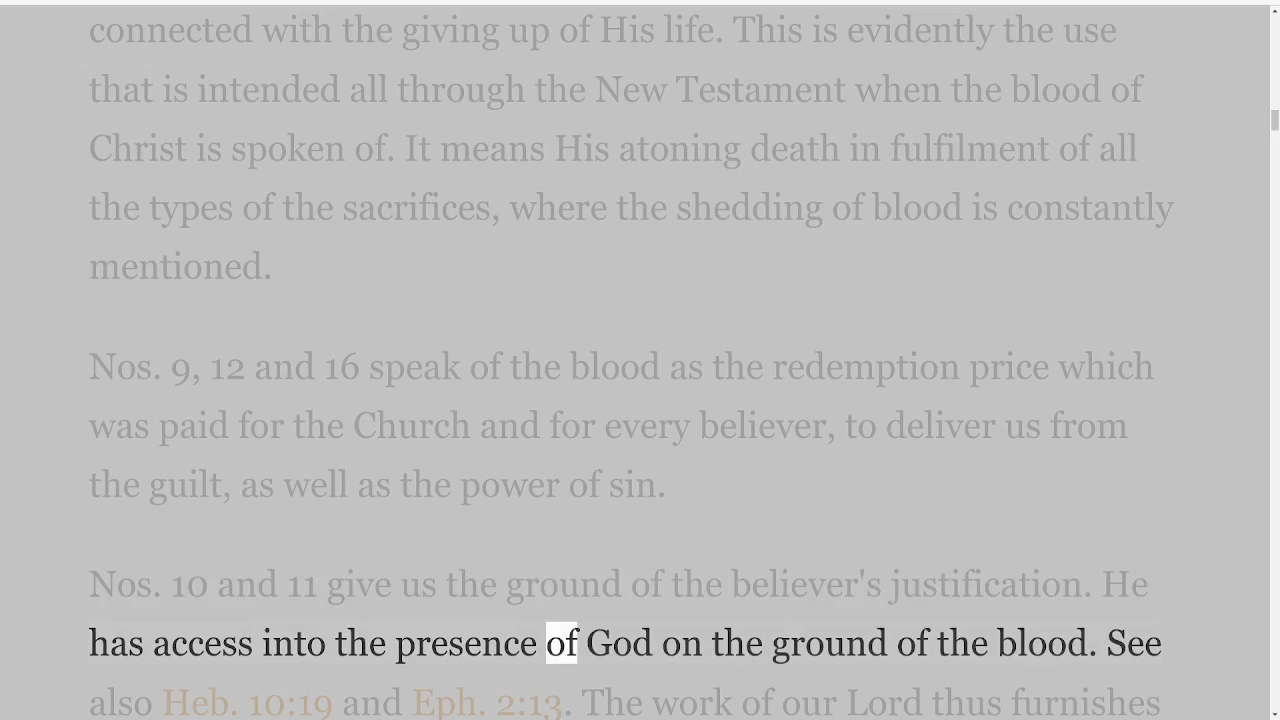 connected with the giving up of His life. This is evidently the use
that is intended all through the New Testament when the blood of
Christ is spoken of. It means His atoning death in fulfilment of all
the types of the sacrifices, where the shedding of blood is constantly
mentioned.
Nos. 9, 12 and 16 speak of the blood as the redemption price which
was paid for the Church and for every believer, to deliver us from
the guilt, as well as the power of sin.
Nos. 10 and 11 give us the ground of the believer's justification. He
has access into the presence of God on the ground of the blood. See
also Heb. 10:19 and Eph. 2:13. The work of our Lord thus furnishes